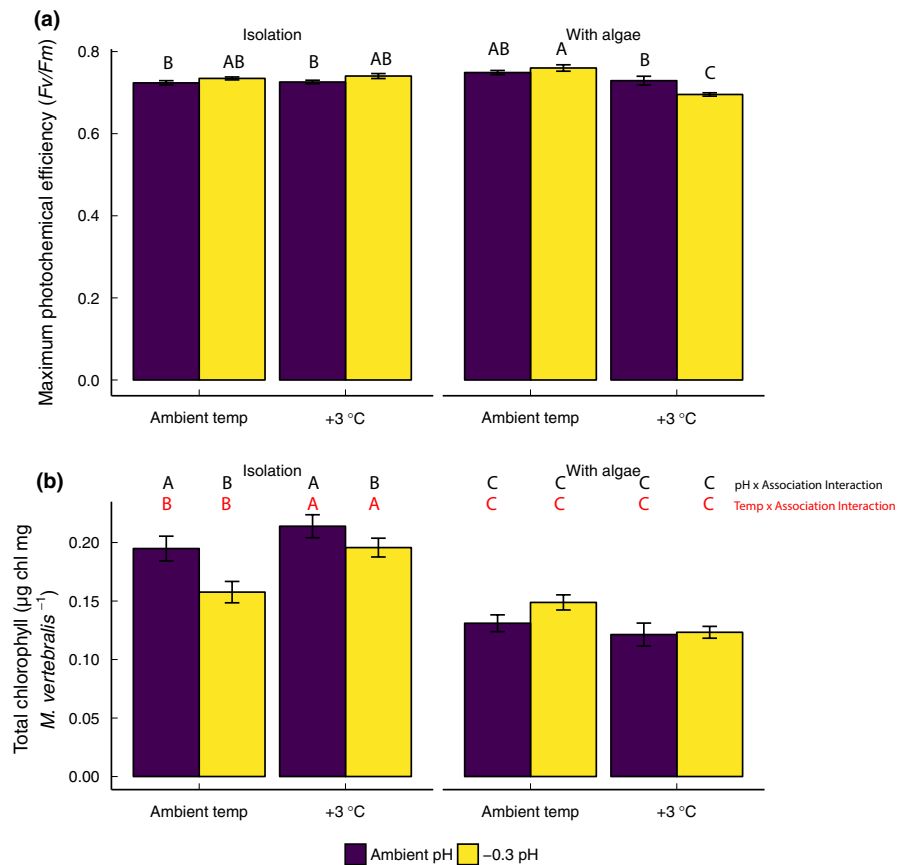 (a)
Isolation
With algae
B AB B AB AB A B C
Maximum photochemical efficiency (Fv/Fm)
0.8
0.6
0.4
0.2
0.0
Ambient temp +3 °C Ambient temp +3 °C
(b)
Isolation
With algae
A B A B C C C C pH x Association Interaction
B B A A C C C C Temp x Association Interaction
Total chlorophyll (µg chl mg
M. vertebralis −1)
0.20
0.15
0.10
0.05
0.00
Ambient temp +3 °C Ambient temp +3 °C
Ambient pH −0.3 pH